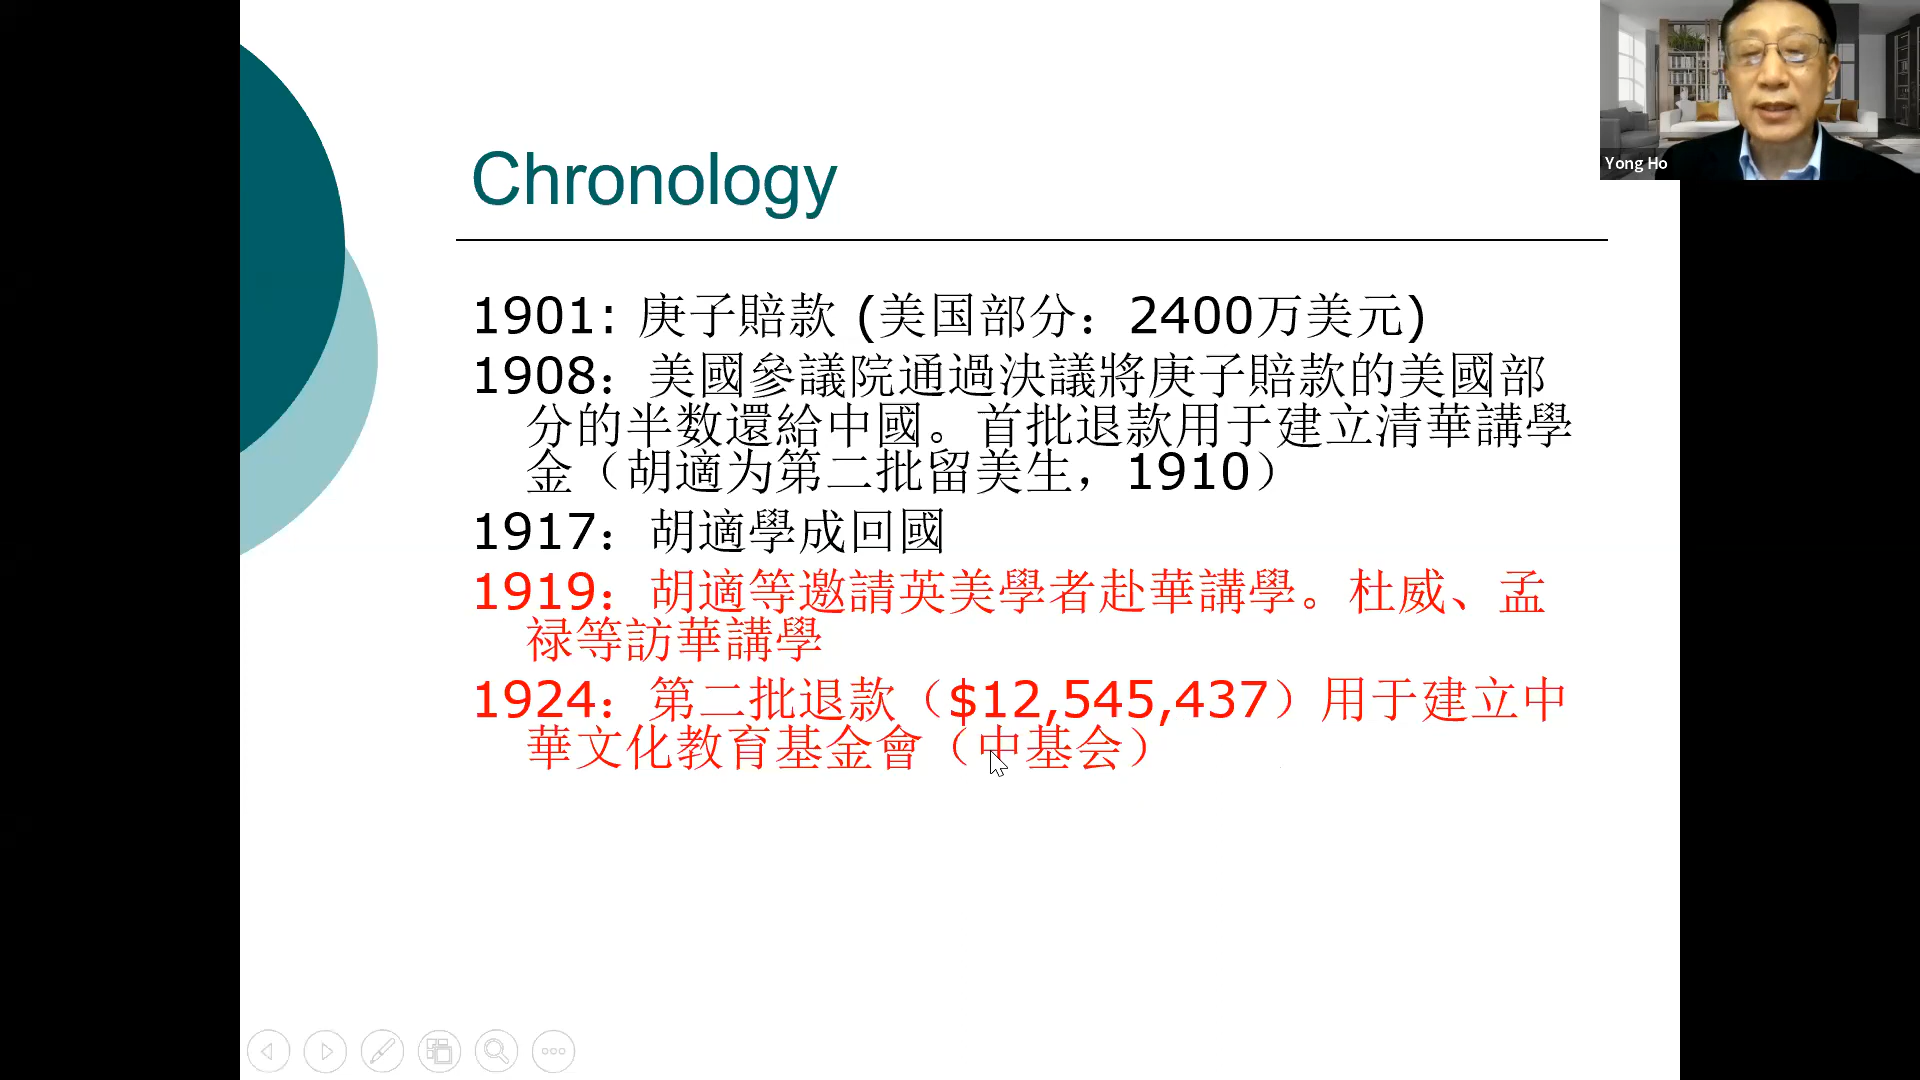 Chronology
Yong Ho
1901: 庚子賠款 (美国部分：2400万美元)
1908：美國參議院通過決議將庚子賠款的美國部
分的半数還給中國。首批退款用于建立清華講學
金（胡適为第二批留美生，1910）
1917：胡適學成回國
1919：胡適等邀請英美學者赴華講學。杜威、孟
禄等訪華講學
1924：第二批退款（$12,545,437）用于建立中
華文化教育基金會（中基会）